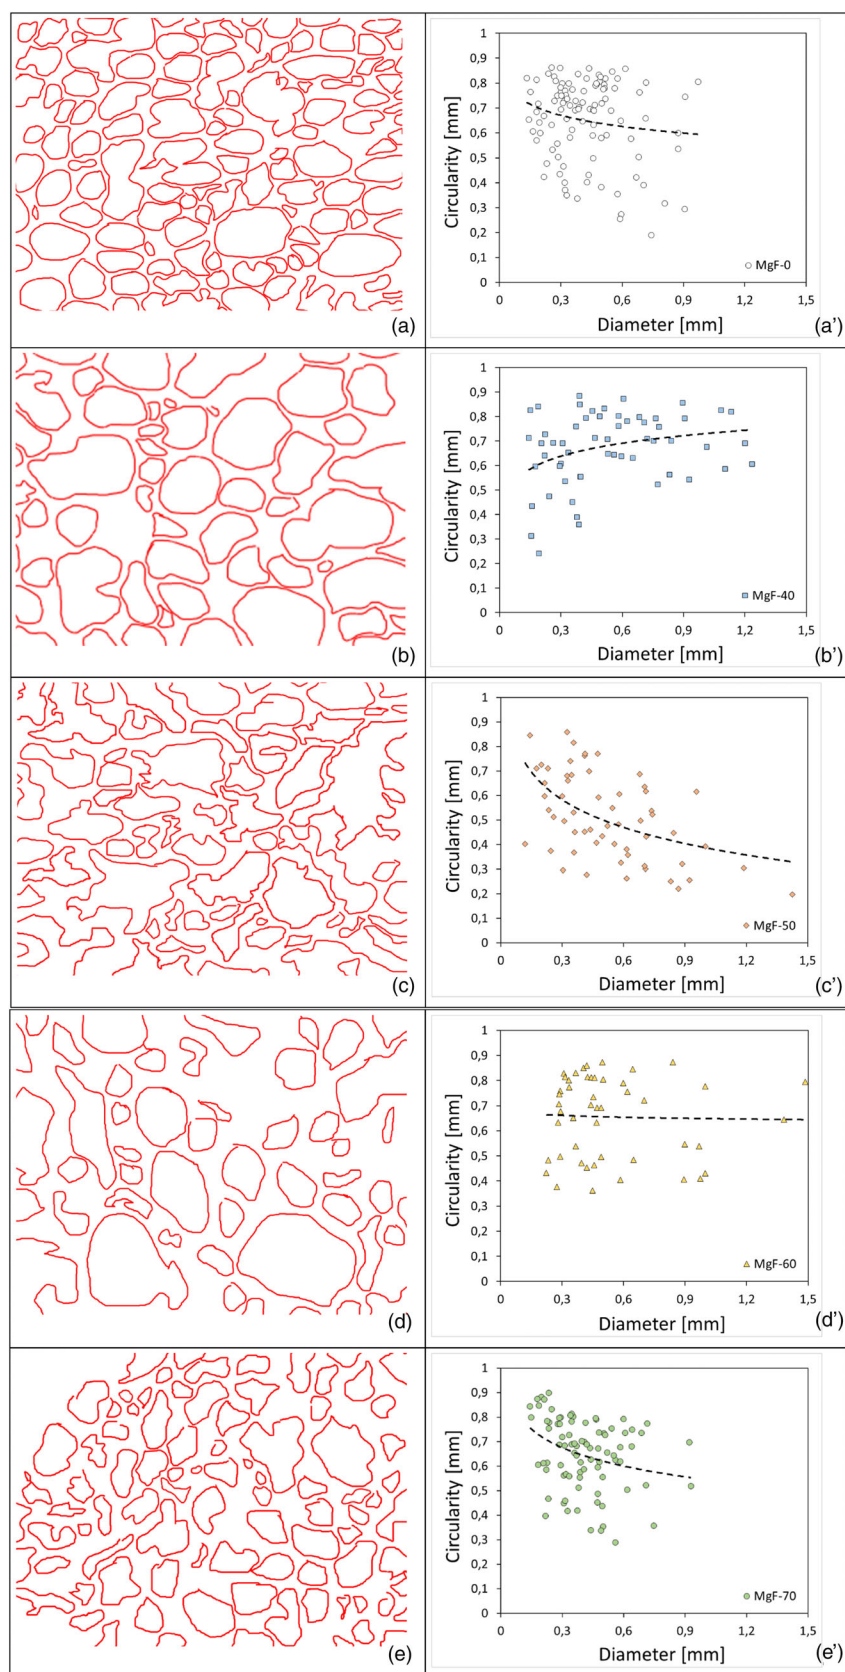 (a)
Circularity [mm]
1
0,9
0,8
0,7
0,6
0,5
0,4
0,3
0,2
0,1
0
MgF-0
0 0,3 0,6 0,9 1,2 1,5
Diameter [mm]
(a')
(b)
Circularity [mm]
1
0,9
0,8
0,7
0,6
0,5
0,4
0,3
0,2
0,1
0
MgF-40
0 0,3 0,6 0,9 1,2 1,5
Diameter [mm]
(b')
(c)
Circularity [mm]
1
0,9
0,8
0,7
0,6
0,5
0,4
0,3
0,2
0,1
0
MgF-50
0 0,3 0,6 0,9 1,2 1,5
Diameter [mm]
(c')
(d)
Circularity [mm]
1
0,9
0,8
0,7
0,6
0,5
0,4
0,3
0,2
0,1
0
MgF-60
0 0,3 0,6 0,9 1,2 1,5
Diameter [mm]
(d')
(e)
Circularity [mm]
1
0,9
0,8
0,7
0,6
0,5
0,4
0,3
0,2
0,1
0
MgF-70
0 0,3 0,6 0,9 1,2 1,5
Diameter [mm]
(e')